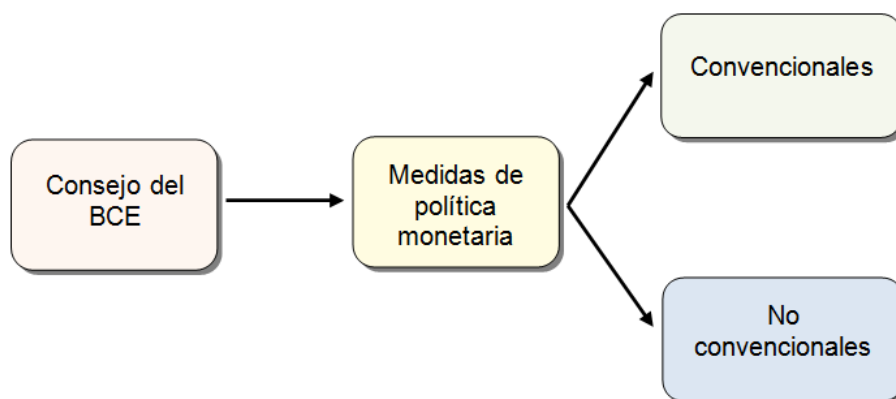 Consejo del
BCE
Medidas de
política
monetaria
Convencionales
No
convencionales